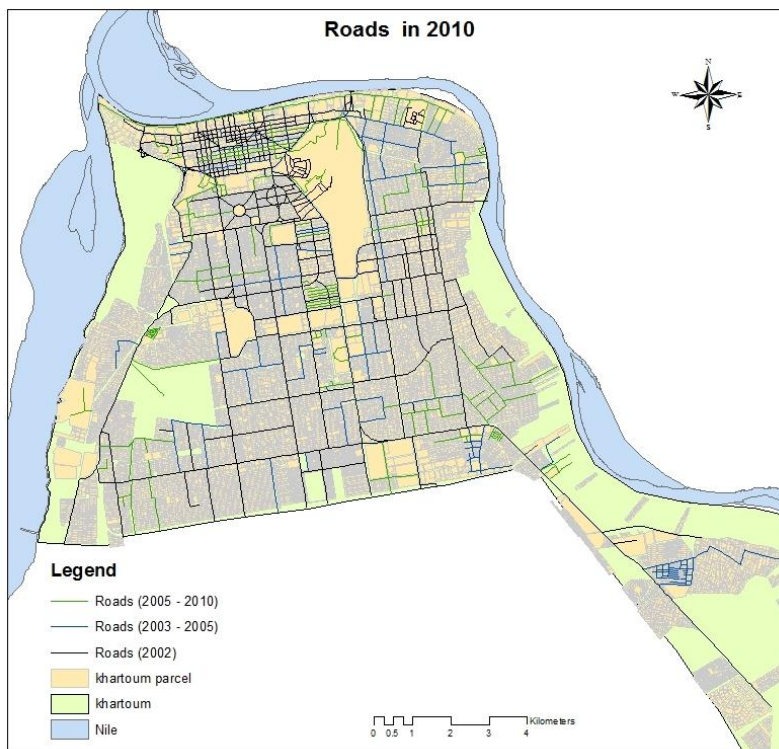 Roads in 2010
N
W E
S
Legend
Roads (2005 - 2010)
Roads (2003 - 2005)
Roads (2002)
khartoum parcel
khartoum
Nile
Kilometers
0 0.5 1 2 3 4